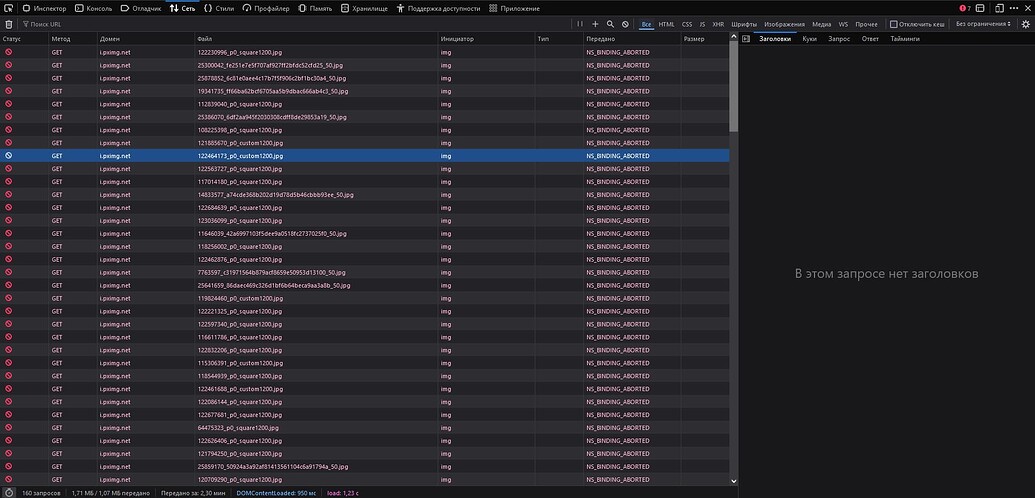 Инспектор Консоль Отладчик Сеть Стили Профайлер Память Хранилище Поддержка доступности Приложение 7
Поиск URL Все HTML CSS JS XHR Шрифты Изображения Медиа WS Прочее Отключить кеш Без ограничения
Статус Метод Домен Файл Инициатор Тип Передано Размер Заголовки Куки Запрос Ответ Тайминги
GET i.pximg.net 122230996_p0_square1200.jpg img NS_BINDING_ABORTED
GET i.pximg.net 25300042_fe251e7e5f707af927ff2bfdc52cfd25_50.jpg img NS_BINDING_ABORTED
GET i.pximg.net 25878852_6c81e0aee4c17b7f5f906c2bf1bc30a4_50.jpg img NS_BINDING_ABORTED
GET i.pximg.net 19341735_ff66ba62bcf6705aa5b9dbac666ab4c3_50.jpg img NS_BINDING_ABORTED
GET i.pximg.net 112839040_p0_square1200.jpg img NS_BINDING_ABORTED
GET i.pximg.net 25386070_6df2aa945f2030308cdff8de29853a19_50.jpg img NS_BINDING_ABORTED
GET i.pximg.net 108225398_p0_square1200.jpg img NS_BINDING_ABORTED
GET i.pximg.net 121885670_p0_custom1200.jpg img NS_BINDING_ABORTED
GET i.pximg.net 122464173_p0_custom1200.jpg img NS_BINDING_ABORTED
GET i.pximg.net 122563727_p0_square1200.jpg img NS_BINDING_ABORTED
GET i.pximg.net 117014180_p0_square1200.jpg img NS_BINDING_ABORTED
GET i.pximg.net 14833577_a74cde368b202d19d78d5b46cbbb93ee_50.jpg img NS_BINDING_ABORTED
GET i.pximg.net 122684639_p0_square1200.jpg img NS_BINDING_ABORTED
GET i.pximg.net 123036099_p0_square1200.jpg img NS_BINDING_ABORTED
GET i.pximg.net 11646039_42a6997103f5dee9a0518fc2737025f0_50.jpg img NS_BINDING_ABORTED
GET i.pximg.net 118256002_p0_square1200.jpg img NS_BINDING_ABORTED
GET i.pximg.net 122462876_p0_square1200.jpg img NS_BINDING_ABORTED
GET i.pximg.net 7763597_c31971564b879acf8659e50953d13100_50.jpg img NS_BINDING_ABORTED
В этом запросе нет заголовков
GET i.pximg.net 25641659_86daec469c326d1bf6b64beca9aa3a8b_50.jpg img NS_BINDING_ABORTED
GET i.pximg.net 119824460_p0_custom1200.jpg img NS_BINDING_ABORTED
GET i.pximg.net 122221325_p0_square1200.jpg img NS_BINDING_ABORTED
GET i.pximg.net 122597340_p0_square1200.jpg img NS_BINDING_ABORTED
GET i.pximg.net 116611786_p0_square1200.jpg img NS_BINDING_ABORTED
GET i.pximg.net 122832206_p0_square1200.jpg img NS_BINDING_ABORTED
GET i.pximg.net 115306391_p0_custom1200.jpg img NS_BINDING_ABORTED
GET i.pximg.net 118544939_p0_square1200.jpg img NS_BINDING_ABORTED
GET i.pximg.net 122461688_p0_custom1200.jpg img NS_BINDING_ABORTED
GET i.pximg.net 122086144_p0_square1200.jpg img NS_BINDING_ABORTED
GET i.pximg.net 122677681_p0_square1200.jpg img NS_BINDING_ABORTED
GET i.pximg.net 64475323_p0_square1200.jpg img NS_BINDING_ABORTED
GET i.pximg.net 122626406_p0_square1200.jpg img NS_BINDING_ABORTED
GET i.pximg.net 121794250_p0_square1200.jpg img NS_BINDING_ABORTED
GET i.pximg.net 25859170_50924a3a92af81413561104c6a91794a_50.jpg img NS_BINDING_ABORTED
GET i.pximg.net 120709290_p0_square1200.jpg img NS_BINDING_ABORTED
160 запросов 1,71 МБ / 1,07 МБ передано Передано за: 2,30 мин DOMContentLoaded: 950 мс load: 1,23 с